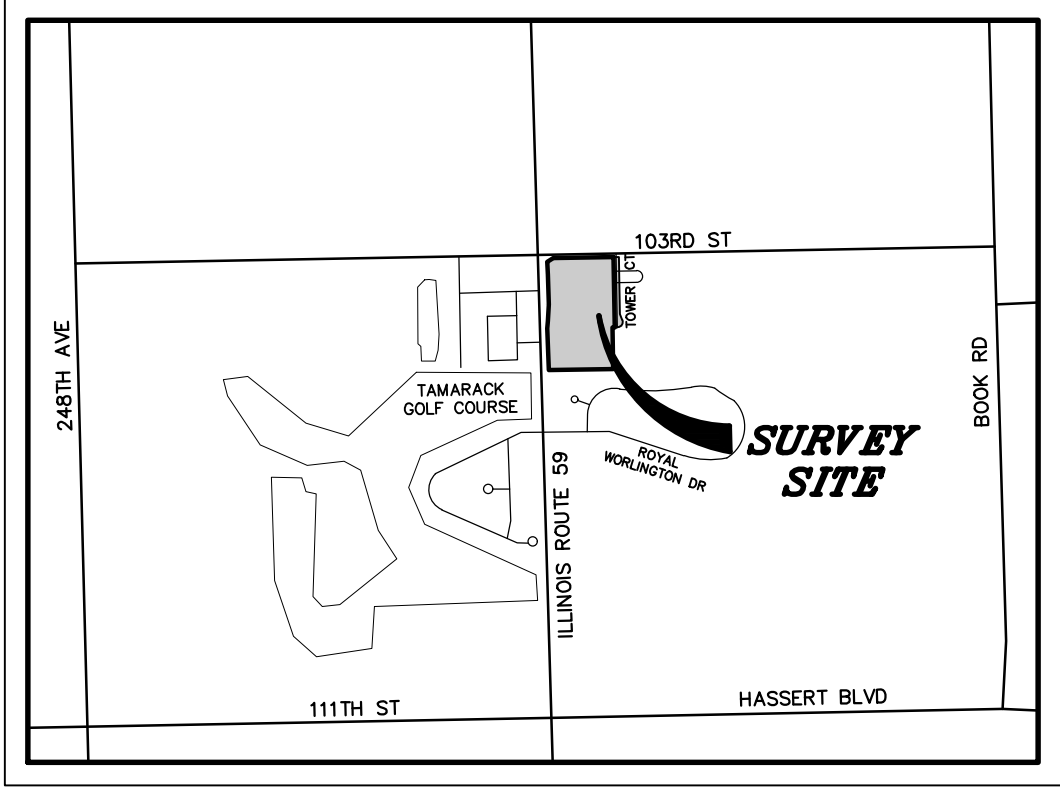 103RD ST
TOWER CT
248TH AVE
BOOK RD
TAMARACK
GOLF COURSE
SURVEY
SITE
ROYAL
WORLINGTON DR
ILLINOIS ROUTE 59
111TH ST
HASSERT BLVD